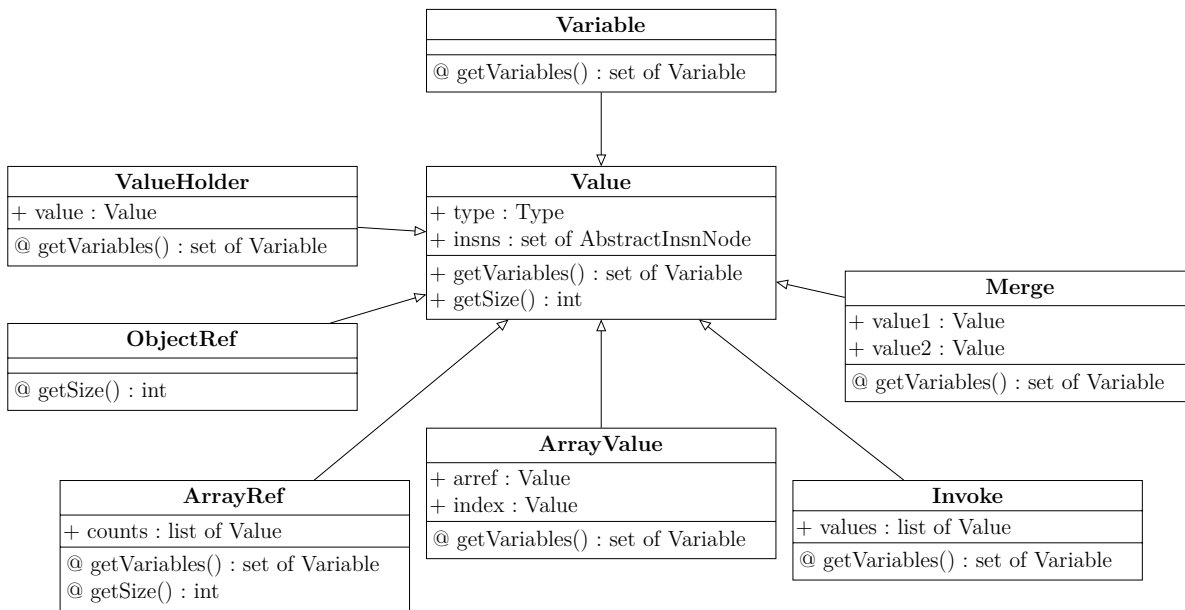 Variable
@ getVariables() : set of Variable
ValueHolder
+ value : Value
@ getVariables() : set of Variable
Value
+ type : Type
+ insns : set of AbstractInsnNode
+ getVariables() : set of Variable
+ getSize() : int
Merge
+ value1 : Value
+ value2 : Value
@ getVariables() : set of Variable
ObjectRef
@ getSize() : int
ArrayRef
+ counts : list of Value
@ getVariables() : set of Variable
@ getSize() : int
ArrayValue
+ arref : Value
+ index : Value
@ getVariables() : set of Variable
Invoke
+ values : list of Value
@ getVariables() : set of Variable